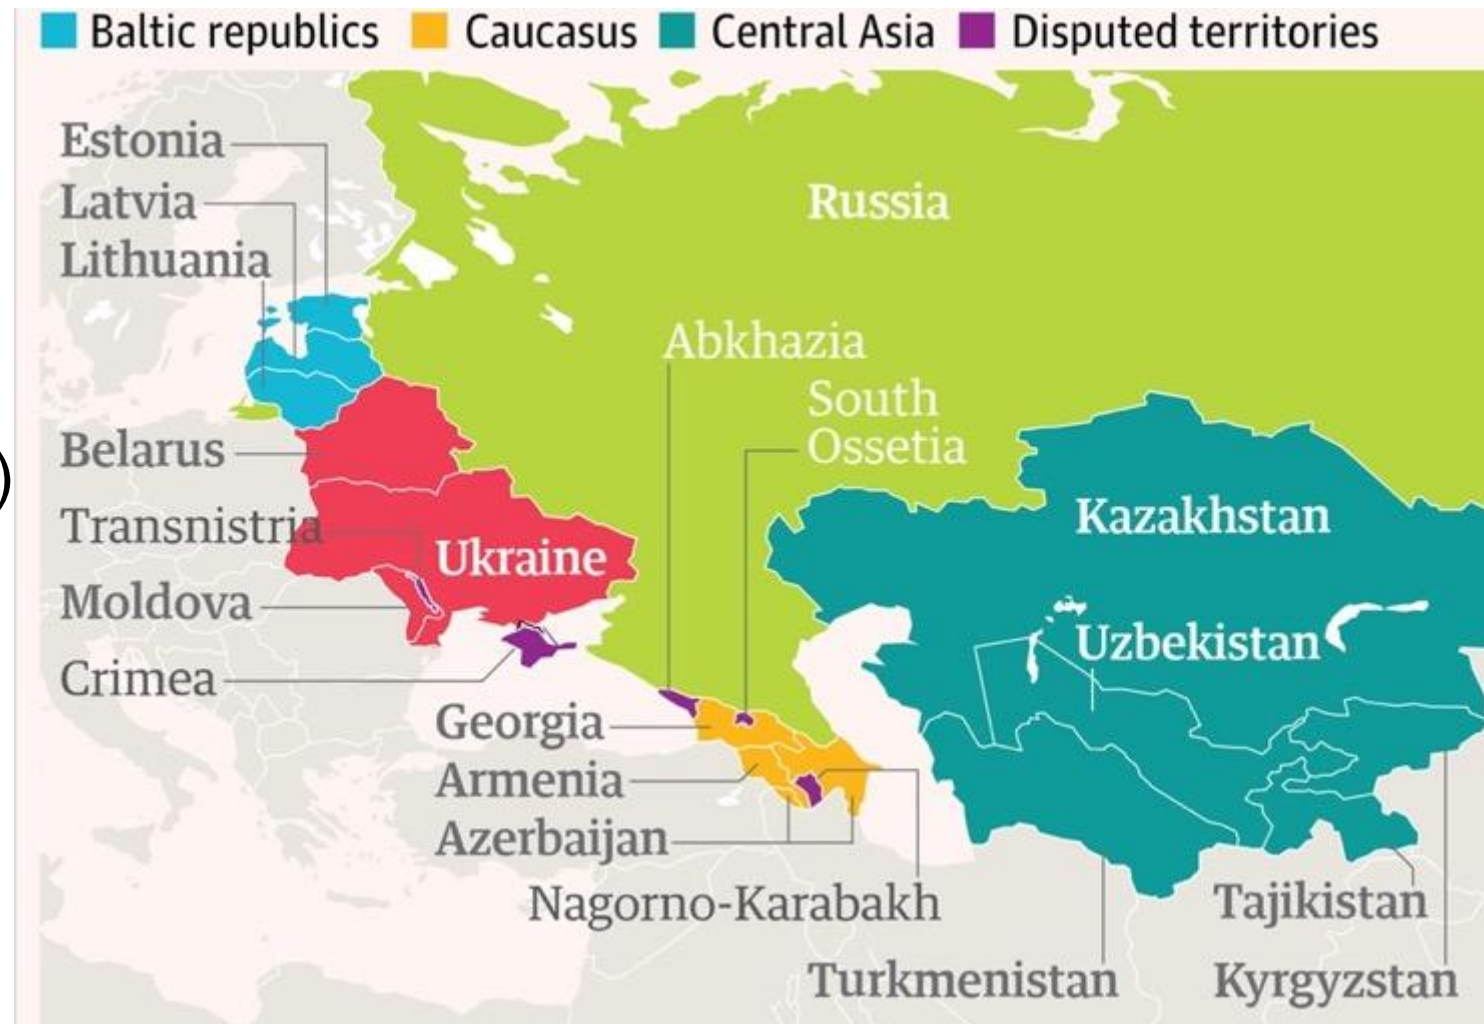 Baltic republics Caucasus Central Asia Disputed territories
Estonia
Latvia
Lithuania
Russia
Abkhazia
South
Ossetia
Belarus
Transnistria
Ukraine
Moldova
Crimea
Kazakhstan
Uzbekistan
Georgia
Armenia
Azerbaijan
Nagorno-Karabakh
Turkmenistan
Tajikistan
Kyrgyzstan
)